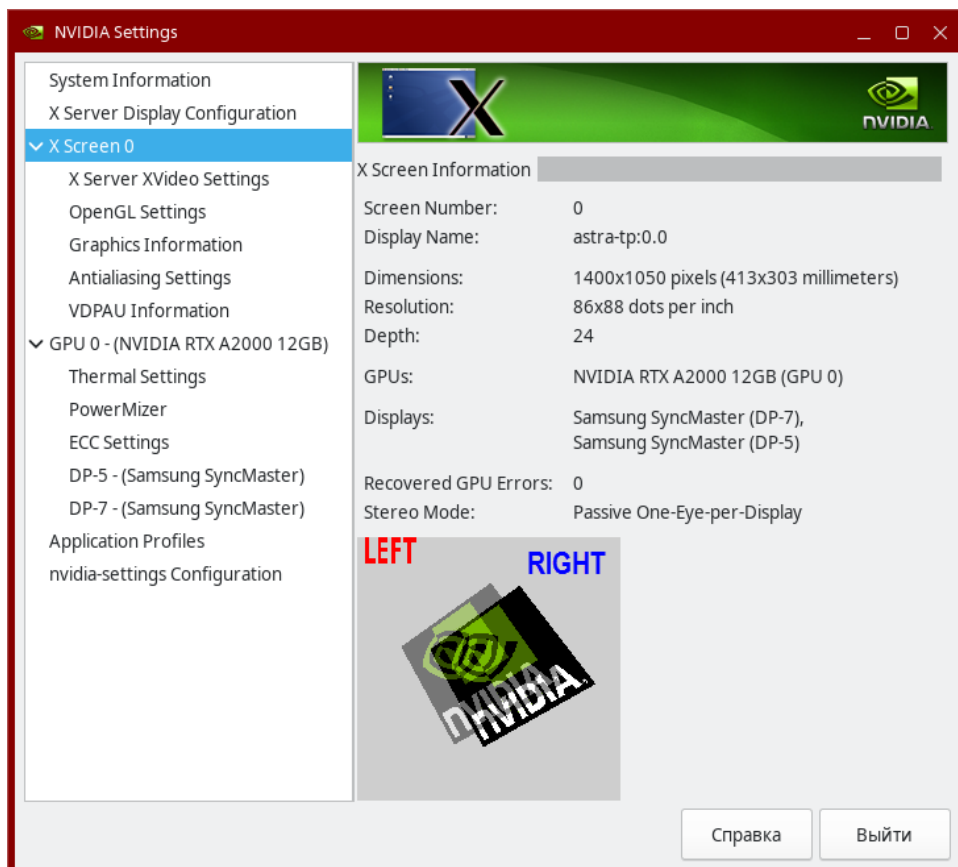 NVIDIA Settings
System Information
X Server Display Configuration
X Screen 0
X Server XVideo Settings
OpenGL Settings
Graphics Information
Antialiasing Settings
VDPAU Information
GPU 0 - (NVIDIA RTX A2000 12GB)
Thermal Settings
PowerMizer
ECC Settings
DP-5 - (Samsung SyncMaster)
DP-7 - (Samsung SyncMaster)
Application Profiles
nvidia-settings Configuration
X
NVIDIA.
X Screen Information
Screen Number: 0
Display Name: astra-tp:0.0
Dimensions: 1400x1050 pixels (413x303 millimeters)
Resolution: 86x88 dots per inch
Depth: 24
GPUs: NVIDIA RTX A2000 12GB (GPU 0)
Displays: Samsung SyncMaster (DP-7),
Samsung SyncMaster (DP-5)
Recovered GPU Errors: 0
Stereo Mode: Passive One-Eye-per-Display
LEFT
RIGHT
nVIDIA
nVIDIA.
Справка
Выйти